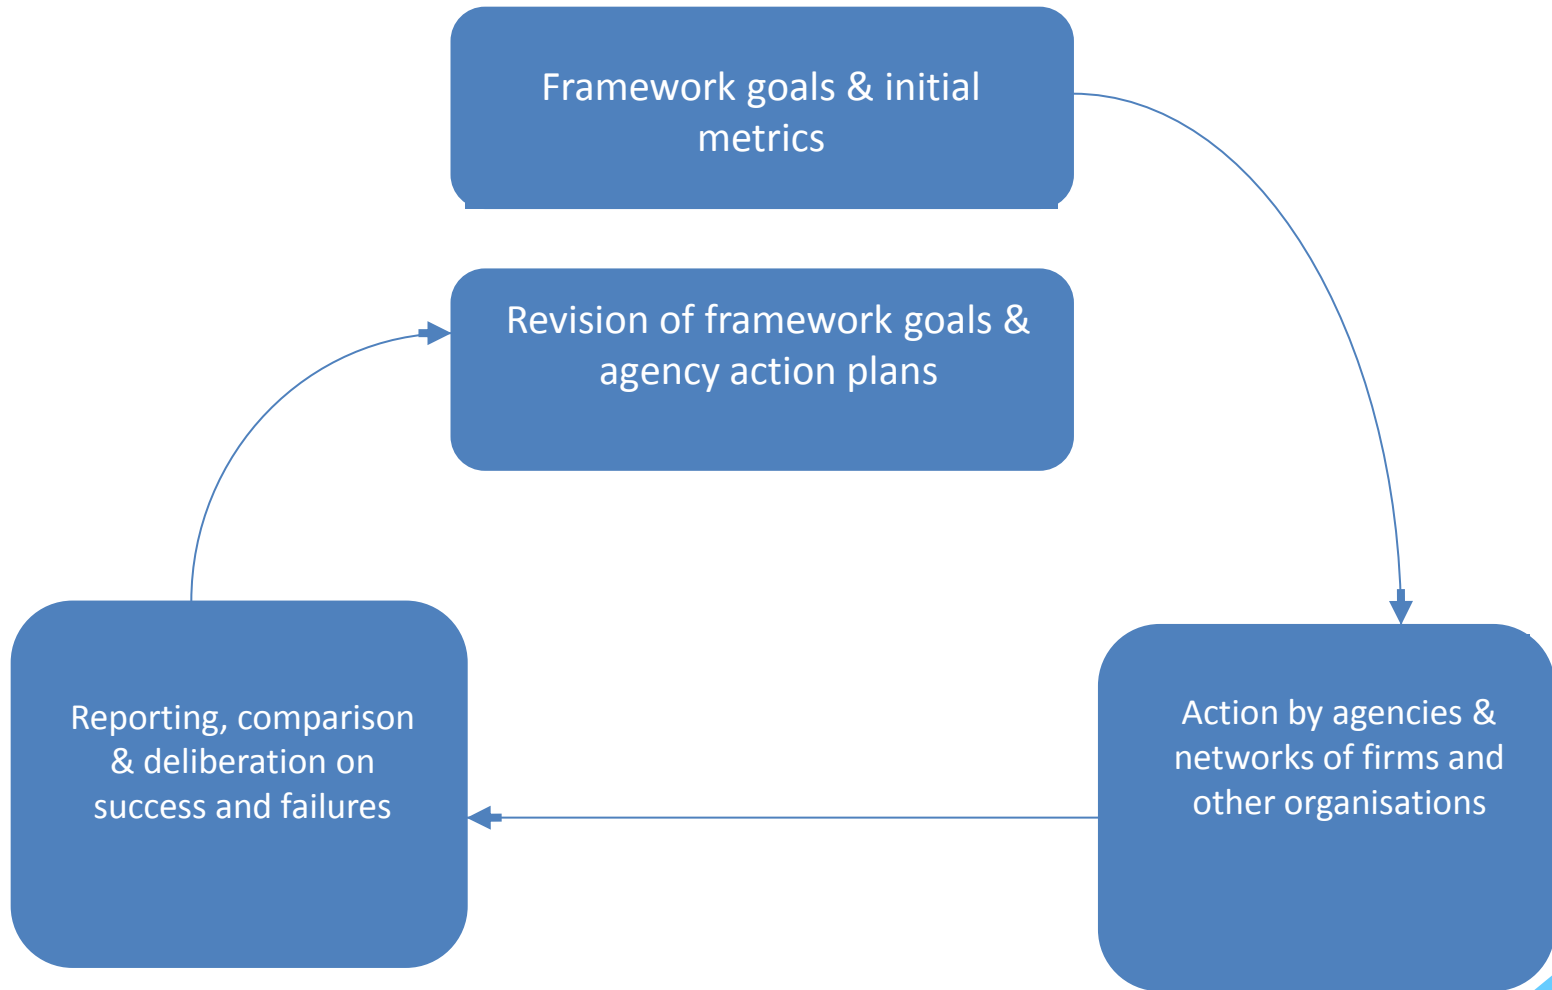 Framework goals & initial
metrics
Revision of framework goals &
agency action plans
Reporting, comparison
& deliberation on
success and failures
Action by agencies &
networks of firms and
other organisations